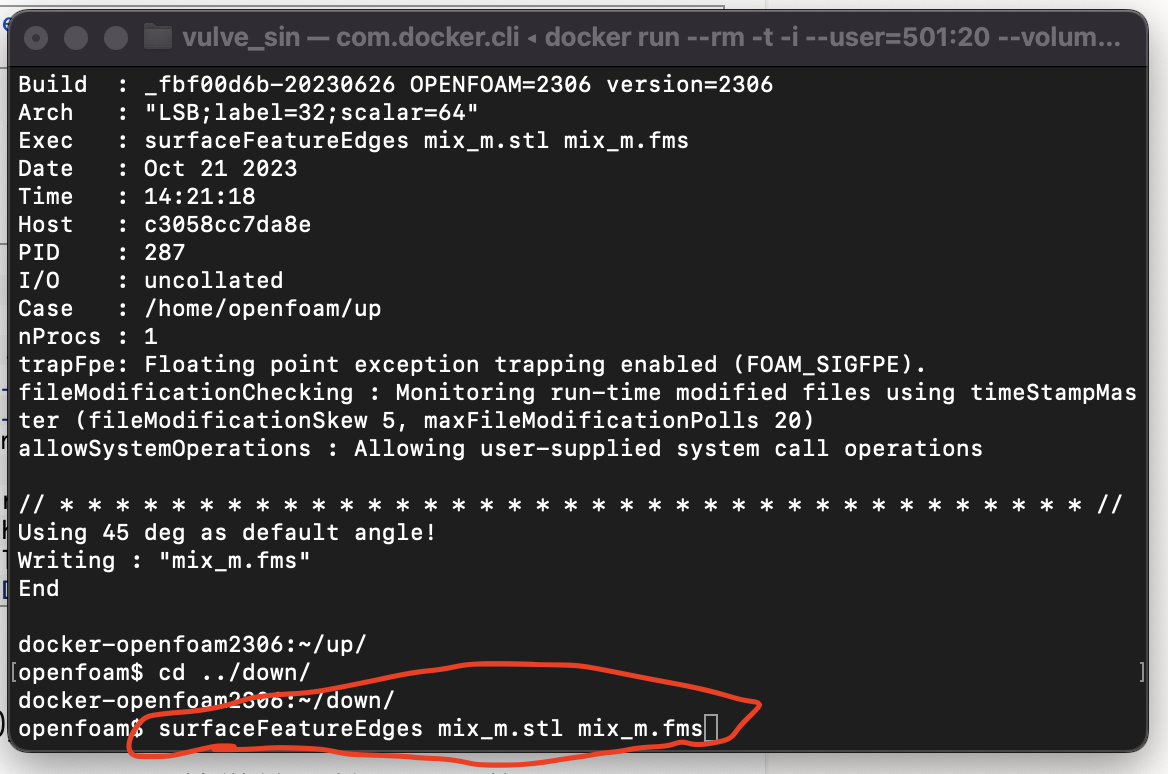 vulve_sin — com.docker.cli ◂ docker run --rm -t -i --user=501:20 --volum…
Build  : _fbf00d6b-20230626 OPENFOAM=2306 version=2306
Arch   : "LSB;label=32;scalar=64"
Exec   : surfaceFeatureEdges mix_m.stl mix_m.fms
Date   : Oct 21 2023
Time   : 14:21:18
Host   : c3058cc7da8e
PID    : 287
I/O    : uncollated
Case   : /home/openfoam/up
nProcs : 1
trapFpe: Floating point exception trapping enabled (FOAM_SIGFPE).
fileModificationChecking : Monitoring run-time modified files using timeStampMas
ter (fileModificationSkew 5, maxFileModificationPolls 20)
allowSystemOperations : Allowing user-supplied system call operations
// * * * * * * * * * * * * * * * * * * * * * * * * * * * * * * * * * * * * * //
Using 45 deg as default angle!
Writing : "mix_m.fms"
End
docker-openfoam2306:~/up/
[openfoam$ cd ../down/ ]
docker-openfoam2306:~/down/
openfoam$ surfaceFeatureEdges mix_m.stl mix_m.fms